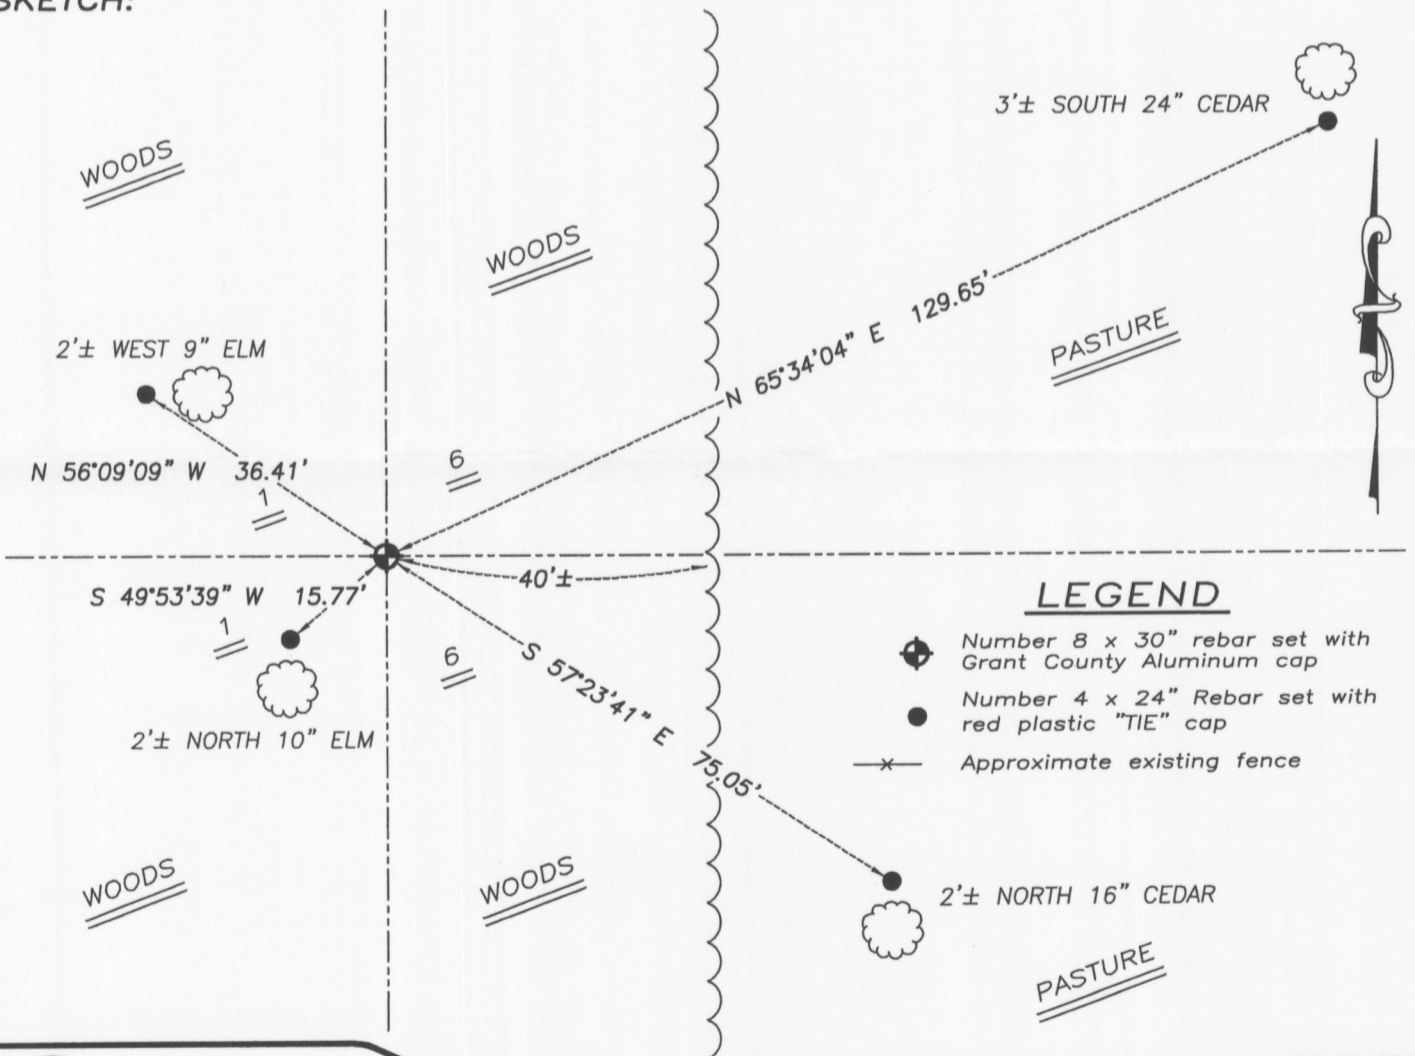 SKETCH:
3'± SOUTH 24" CEDAR
WOODS
WOODS
129.65'
PASTURE
2'± WEST 9" ELM
N 65°34'04" E
N 56°09'09" W 36.41'
6
1
40'±
S 49°53'39" W 15.77'
1
6
S 57°23'41" E
75.05'
2'± NORTH 10" ELM
LEGEND
Number 8 x 30" rebar set with
Grant County Aluminum cap
Number 4 x 24" Rebar set with
red plastic "TIE" cap
Approximate existing fence
WOODS
WOODS
2'± NORTH 16" CEDAR
PASTURE